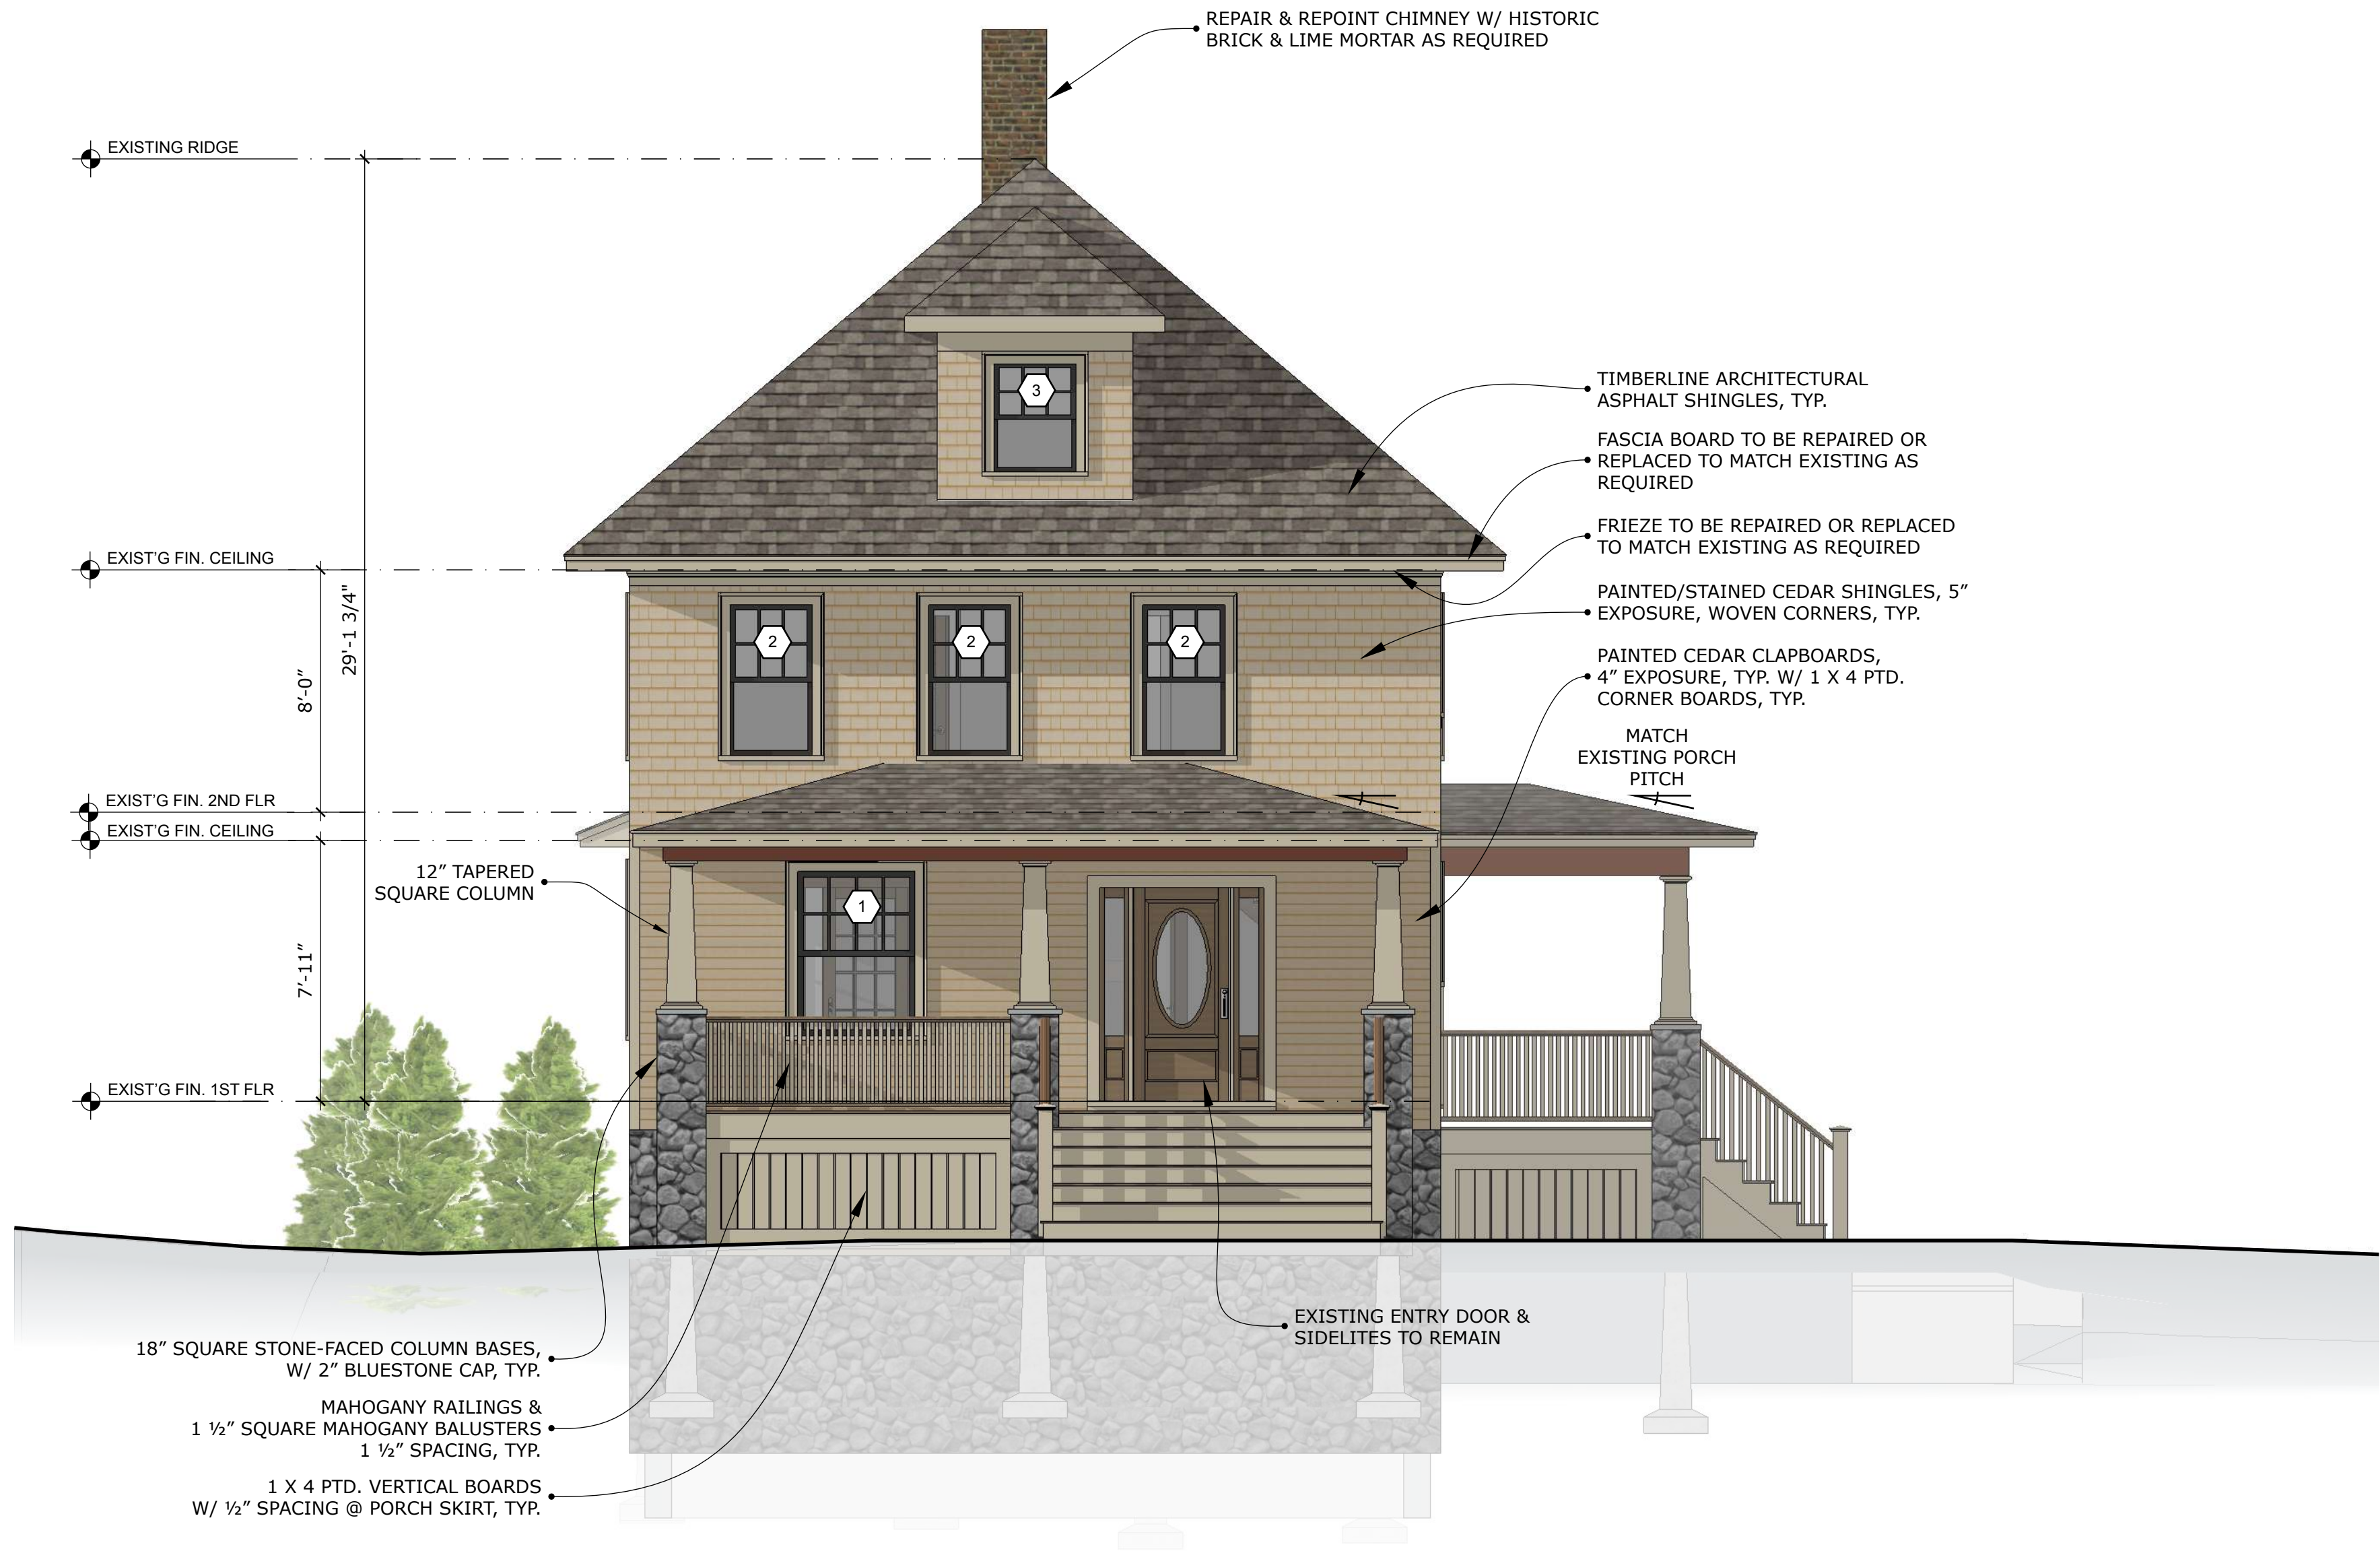 REPAIR & REPOINT CHIMNEY W/ HISTORIC
BRICK & LIME MORTAR AS REQUIRED
EXISTING RIDGE
3
TIMBERLINE ARCHITECTURAL
ASPHALT SHINGLES, TYP.
FASCIA BOARD TO BE REPAIRED OR
REPLACED TO MATCH EXISTING AS
REQUIRED
FRIEZE TO BE REPAIRED OR REPLACED
TO MATCH EXISTING AS REQUIRED
EXIST'G FIN. CEILING
PAINTED/STAINED CEDAR SHINGLES, 5″
EXPOSURE, WOVEN CORNERS, TYP.
29'-1 3/4"
8′-0″
2
2
2
PAINTED CEDAR CLAPBOARDS,
4″ EXPOSURE, TYP. W/ 1 X 4 PTD.
CORNER BOARDS, TYP.
MATCH
EXISTING PORCH
PITCH
EXIST'G FIN. 2ND FLR
EXIST'G FIN. CEILING
12″ TAPERED
SQUARE COLUMN
1
7′-11″
EXIST'G FIN. 1ST FLR
EXISTING ENTRY DOOR &
SIDELITES TO REMAIN
18″ SQUARE STONE-FACED COLUMN BASES,
W/ 2″ BLUESTONE CAP, TYP.
MAHOGANY RAILINGS &
1 ½″ SQUARE MAHOGANY BALUSTERS
1 ½″ SPACING, TYP.
1 X 4 PTD. VERTICAL BOARDS
W/ ½″ SPACING @ PORCH SKIRT, TYP.